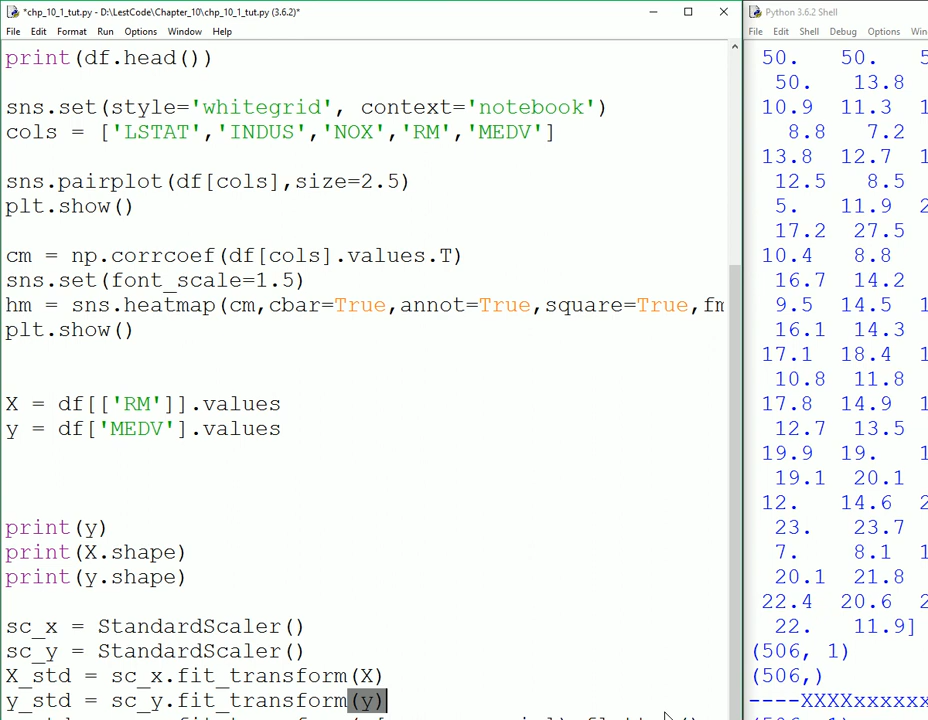 *chp_10_1_tut.py - D:\LestCode\Chapter_10\chp_10_1_tut.py (3.6.2)*
File Edit Format Run Options Window Help
print(df.head())
sns.set(style='whitegrid', context='notebook')
cols = ['LSTAT','INDUS','NOX','RM','MEDV']
sns.pairplot(df[cols],size=2.5)
plt.show()
cm = np.corrcoef(df[cols].values.T)
sns.set(font_scale=1.5)
hm = sns.heatmap(cm,cbar=True,annot=True,square=True,fm
plt.show()
X = df[['RM']].values
y = df['MEDV'].values
print(y)
print(X.shape)
print(y.shape)
sc_x = StandardScaler()
sc_y = StandardScaler()
X_std = sc_x.fit_transform(X)
y_std = sc_y.fit_transform(y)
Python 3.6.2 Shell
File Edit Shell Debug Options Win
50. 50. 5
50. 13.8
10.9 11.3 1
8.8 7.2
13.8 12.7 1
12.5 8.5
5. 11.9 2
17.2 27.5
10.4 8.8
16.7 14.2
9.5 14.5 1
16.1 14.3
17.1 18.4 1
10.8 11.8
17.8 14.9 1
12.7 13.5
19.9 19. 1
19.1 20.1
12. 14.6 2
23. 23.7
7. 8.1 1
20.1 21.8
22.4 20.6 2
22. 11.9]
(506, 1)
(506,)
----XXXXxxxxxx